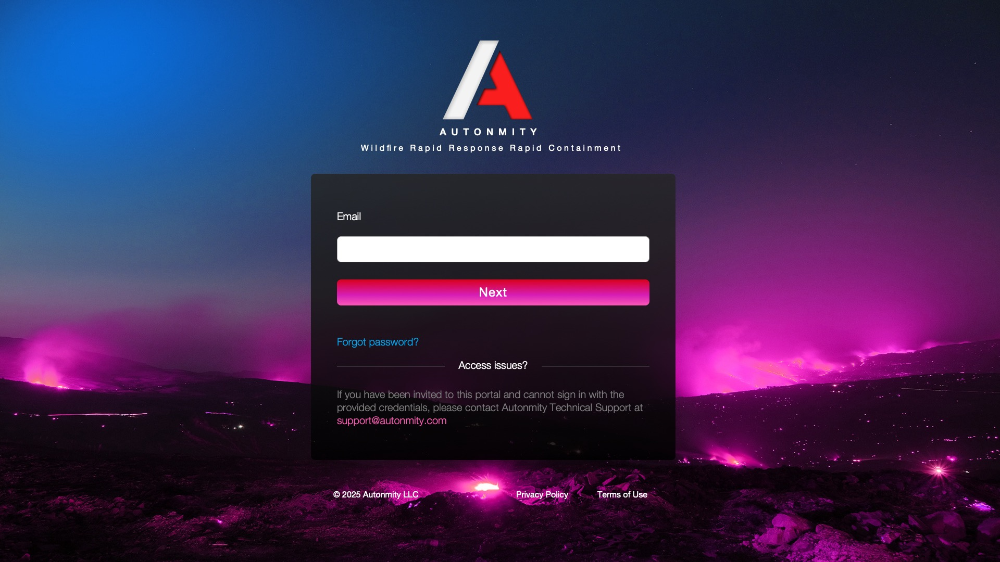 AUTONMITY
Wildfire Rapid Response Rapid Containment
Email
Next
Forgot password?
Access issues?
If you have been invited to this portal and cannot sign in with the
provided credentials, please contact Autonmity Technical Support at
support@autonmity.com
© 2025 Autonmity LLC
Privacy Policy
Terms of Use